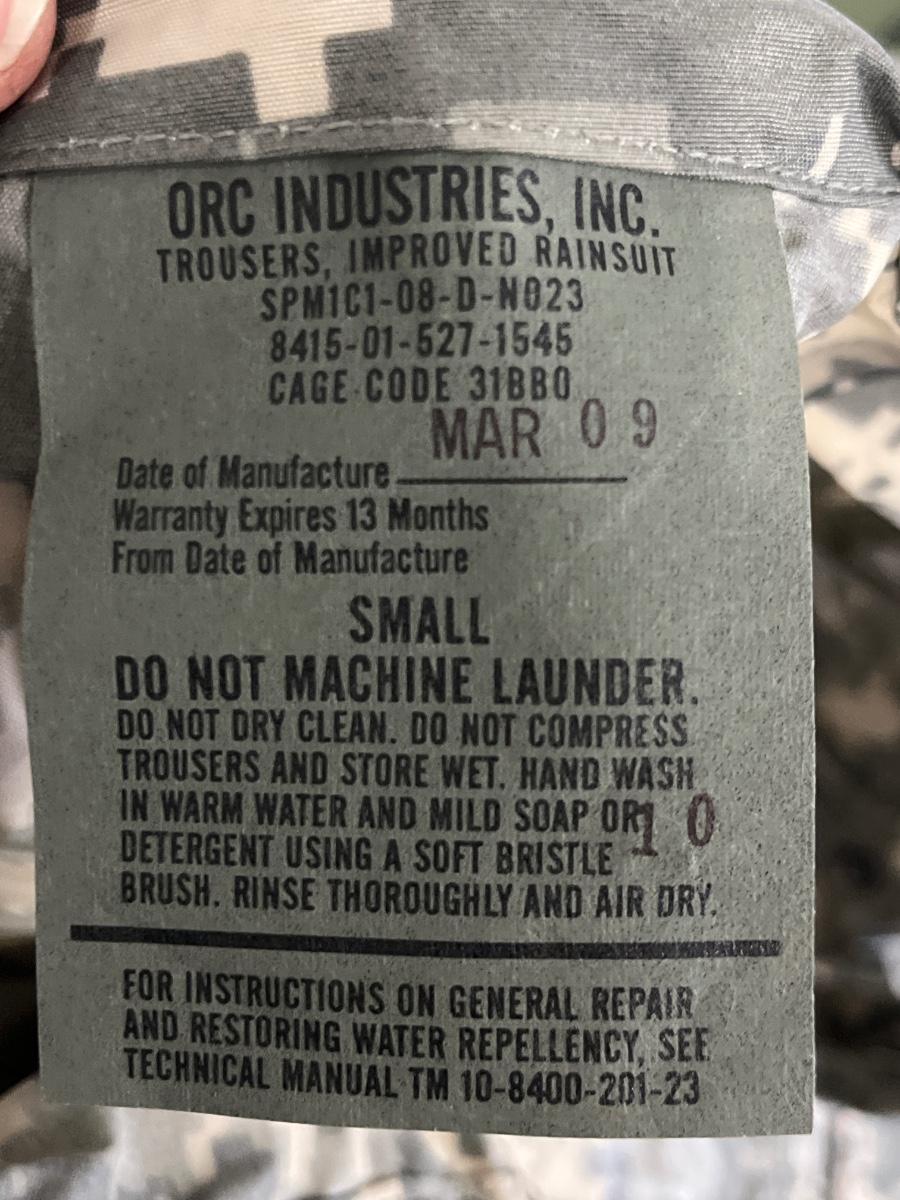 ORC INDUSTRIES, INC.
TROUSERS, IMPROVED RAINSUIT
SPM1C1-08-D-N023
8415-01-527-1545
CAGE CODE 31BB0
MAR 09
Date of Manufacture
Warranty Expires 13 Months
From Date of Manufacture
SMALL
DO NOT MACHINE LAUNDER.
DO NOT DRY CLEAN. DO NOT COMPRESS
TROUSERS AND STORE WET. HAND WASH
IN WARM WATER AND MILD SOAP OR
10
DETERGENT USING A SOFT BRISTLE
BRUSH. RINSE THOROUGHLY AND AIR DRY.
FOR INSTRUCTIONS ON GENERAL REPAIR
AND RESTORING WATER REPELLENCY, SEE
TECHNICAL MANUAL TM 10-8400-201-23